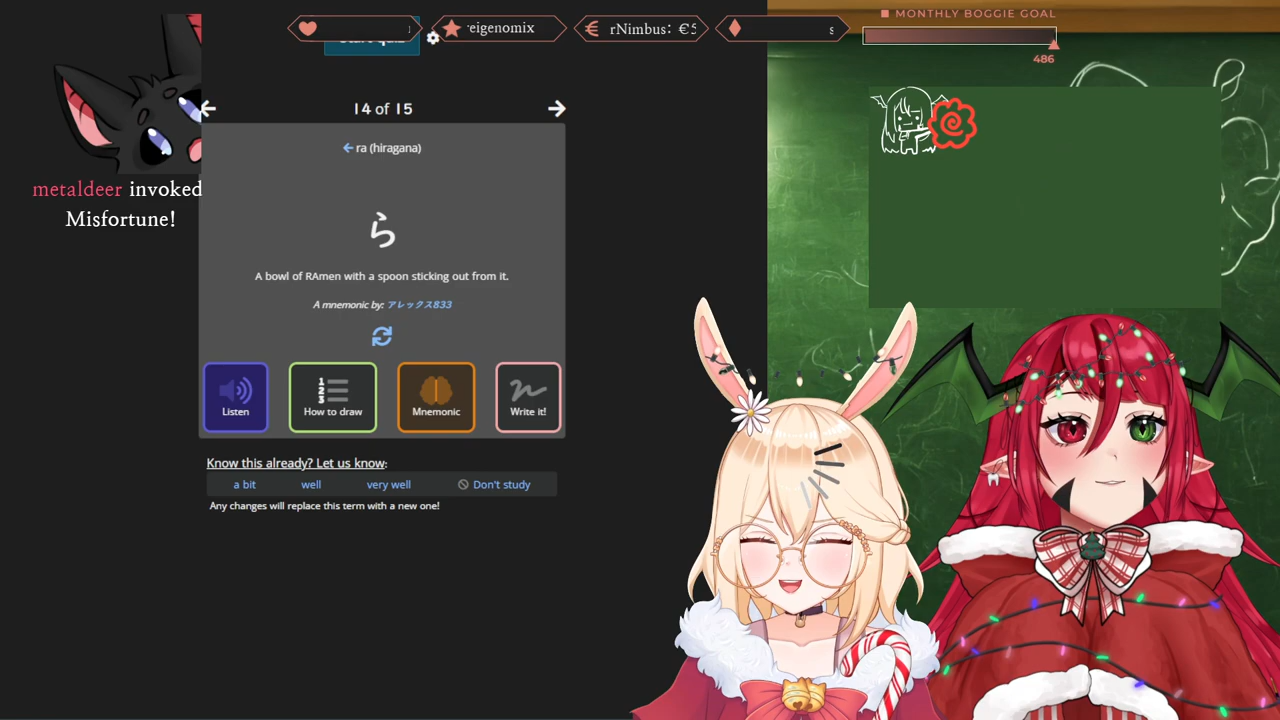 MONTHLY BOGGIE GOAL
eigenomix
rNimbus: €5
s
486
14 of 15
ra (hiragana)
ら
A bowl of RAmen with a spoon sticking out from it.
A mnemonic by: アレックス833
metaldeer invoked
Misfortune!
Listen
How to draw
Mnemonic
Write it!
Know this already? Let us know:
a bit well very well Don't study
Any changes will replace this term with a new one!